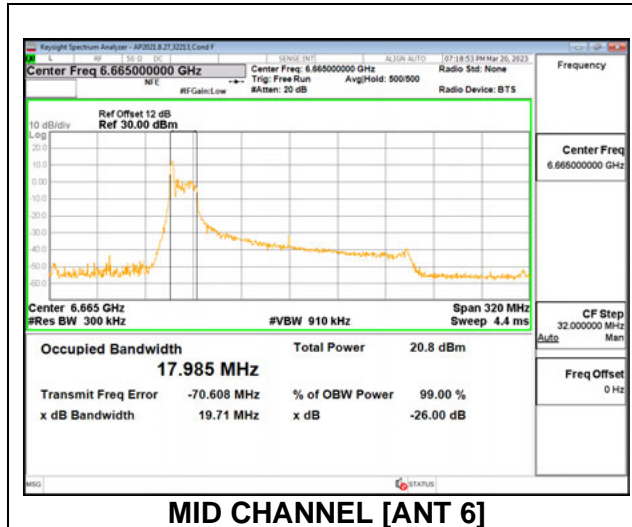 Keysight Spectrum Analyzer - AP2021.8.27,32213,Cond F
L RF 50 Ω DC SENSE:INT ALIGN AUTO 07:18:53 PM Mar 20, 2023
Center Freq 6.665000000 GHz
NFE
#IFGain:Low
Center Freq: 6.665000000 GHz
Trig: Free Run Avg|Hold: 500/500
#Atten: 20 dB
Radio Std: None
Radio Device: BTS
Frequency
Ref Offset 12 dB
10 dB/div Ref 30.00 dBm
Log
20.0
10.0
0.00
-10.0
-20.0
-30.0
-40.0
-50.0
-60.0
Center 6.665 GHz Span 320 MHz
#Res BW 300 kHz #VBW 910 kHz Sweep 4.4 ms
Center Freq
6.665000000 GHz
CF Step
32.000000 MHz
Auto Man
Freq Offset
0 Hz
Occupied Bandwidth Total Power 20.8 dBm
17.985 MHz
Transmit Freq Error -70.608 MHz % of OBW Power 99.00 %
x dB Bandwidth 19.71 MHz x dB -26.00 dB
MSG STATUS
MID CHANNEL [ANT 6]